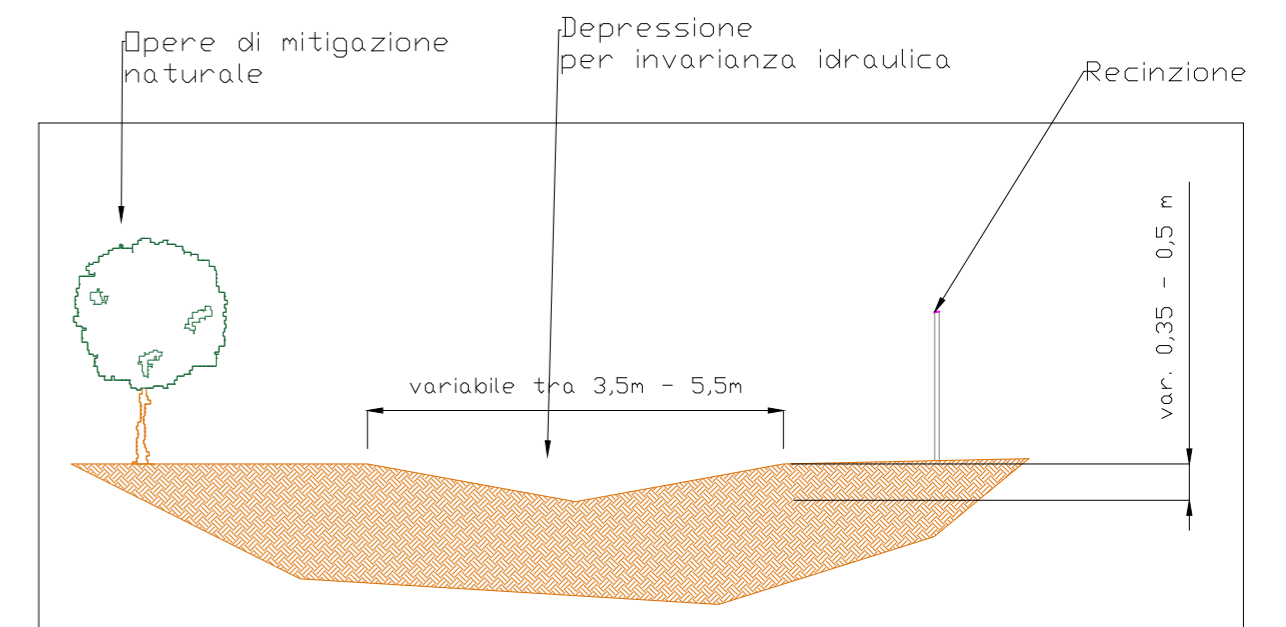 Opere di mitigazione
naturale
Depressione
per invarianza idraulica
Recinzione
variabile tra 3,5m - 5,5m
var. 0,35 - 0,5 m